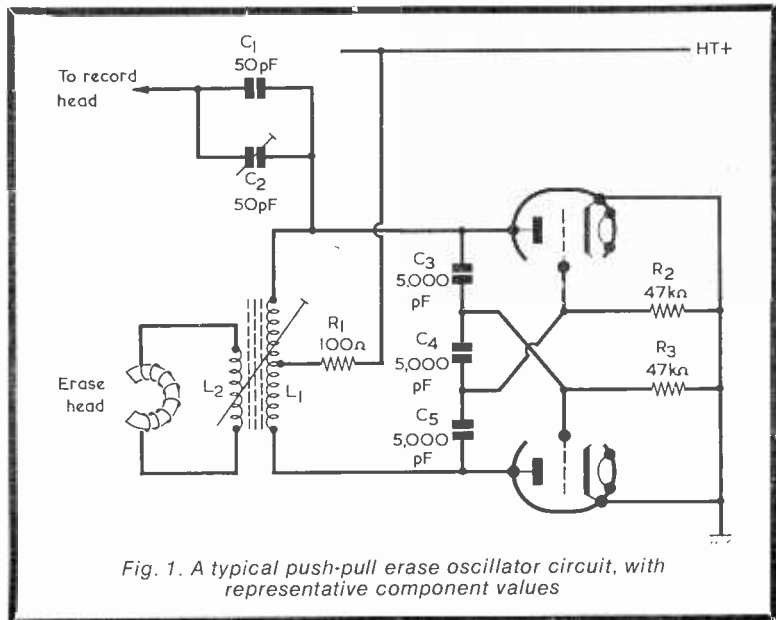 C1
50pF
HT+
To record
head
C2
50pF
C3
5,000
pF
R2
47kΩ
R1
100Ω
C4
5,000
pF
R3
47kΩ
Erase
head
L2
L1
C5
5,000
pF
Fig. 1. A typical push-pull erase oscillator circuit, with
representative component values